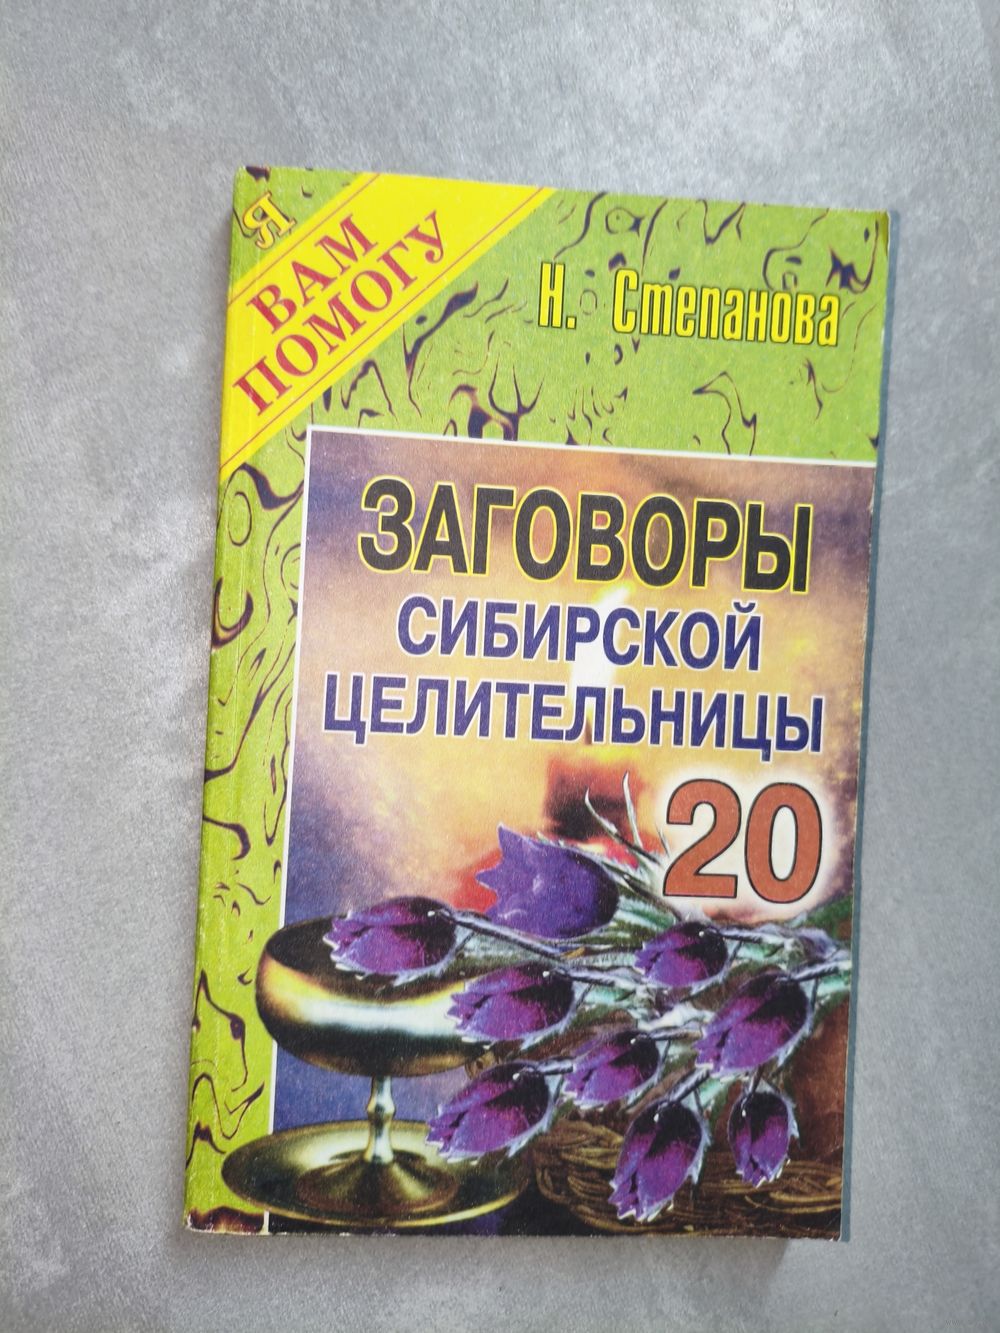 Я
ВАМ
ПОМОГУ
Н. Степанова
ЗАГОВОРЫ
СИБИРСКОЙ
ЦЕЛИТЕЛЬНИЦЫ
20